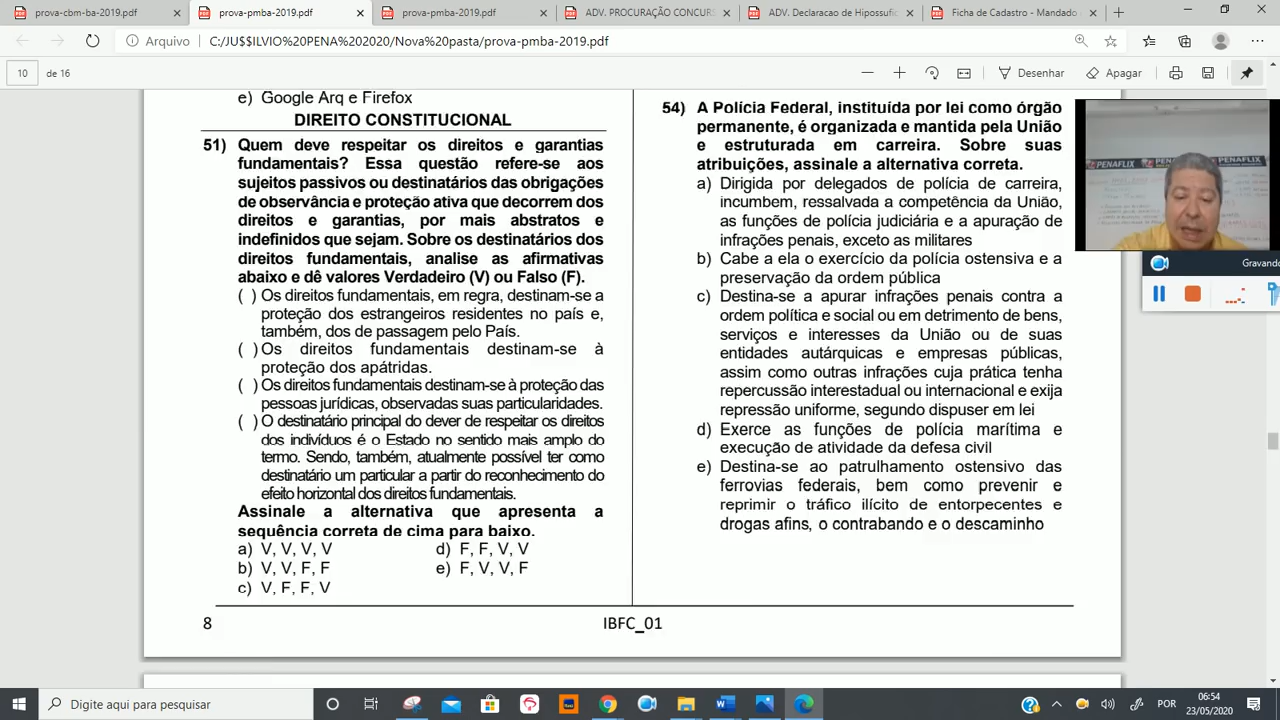 prova-cbm-ba-2019.pdf
prova-pmba-2019.pdf
prova-pmba-2019.pdf
ADV. PROCURAÇÃO CONCURS
ADV. Declaracao de Hipossufic
Ficha de Cadastro - Mandado
Arquivo
C:/JU$$ILVIO%20PENA%202020/Nova%20pasta/prova-pmba-2019.pdf
10 de 16
Desenhar
Apagar
e) Google Arq e Firefox
DIREITO CONSTITUCIONAL
51) Quem deve respeitar os direitos e garantias
fundamentais? Essa questão refere-se aos
sujeitos passivos ou destinatários das obrigações
de observância e proteção ativa que decorrem dos
direitos e garantias, por mais abstratos e
indefinidos que sejam. Sobre os destinatários dos
direitos fundamentais, analise as afirmativas
abaixo e dê valores Verdadeiro (V) ou Falso (F).
( ) Os direitos fundamentais, em regra, destinam-se a
proteção dos estrangeiros residentes no país e,
também, dos de passagem pelo País.
( ) Os direitos fundamentais destinam-se à
proteção dos apátridas.
( ) Os direitos fundamentais destinam-se à proteção das
pessoas jurídicas, observadas suas particularidades.
( ) O destinatário principal do dever de respeitar os direitos
dos indivíduos é o Estado no sentido mais amplo do
termo. Sendo, também, atualmente possível ter como
destinatário um particular a partir do reconhecimento do
efeito horizontal dos direitos fundamentais.
Assinale a alternativa que apresenta a
sequência correta de cima para baixo.
a) V, V, V, V
b) V, V, F, F
c) V, F, F, V
d) F, F, V, V
e) F, V, V, F
54) A Polícia Federal, instituída por lei como órgão
permanente, é organizada e mantida pela União
e estruturada em carreira. Sobre suas
atribuições, assinale a alternativa correta.
a) Dirigida por delegados de polícia de carreira,
incumbem, ressalvada a competência da União,
as funções de polícia judiciária e a apuração de
infrações penais, exceto as militares
b) Cabe a ela o exercício da polícia ostensiva e a
preservação da ordem pública
c) Destina-se a apurar infrações penais contra a
ordem política e social ou em detrimento de bens,
serviços e interesses da União ou de suas
entidades autárquicas e empresas públicas,
assim como outras infrações cuja prática tenha
repercussão interestadual ou internacional e exija
repressão uniforme, segundo dispuser em lei
d) Exerce as funções de polícia marítima e
execução de atividade da defesa civil
e) Destina-se ao patrulhamento ostensivo das
ferrovias federais, bem como prevenir e
reprimir o tráfico ilícito de entorpecentes e
drogas afins, o contrabando e o descaminho
8
IBFC_01
PENAFLIX
PENAFLIX
Gravando
Digite aqui para pesquisar
POR
06:54
23/05/2020